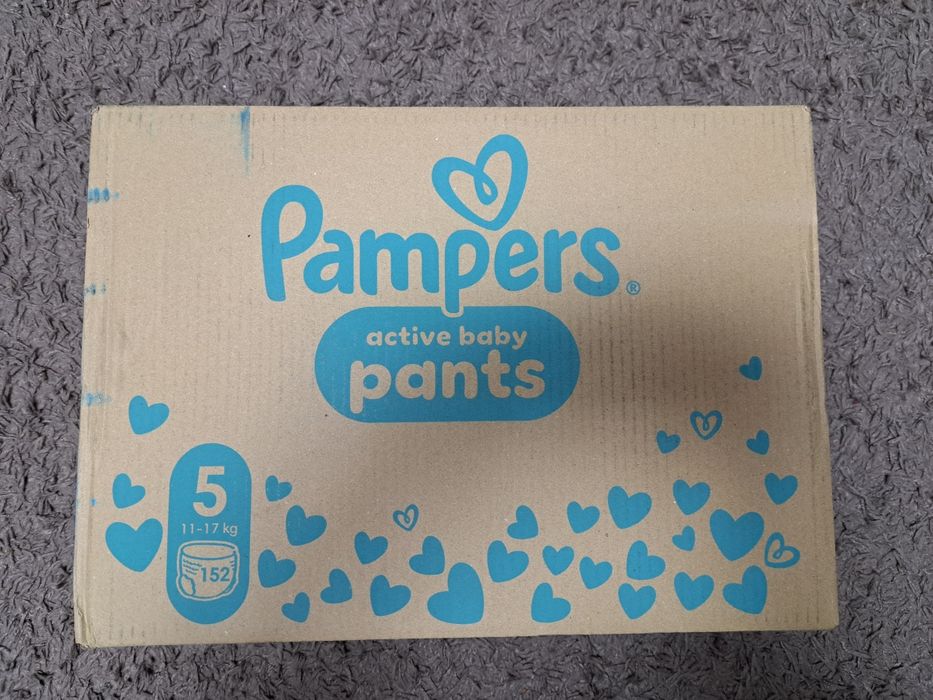 Pampers®
active baby
pants
5
11-17 kg
152